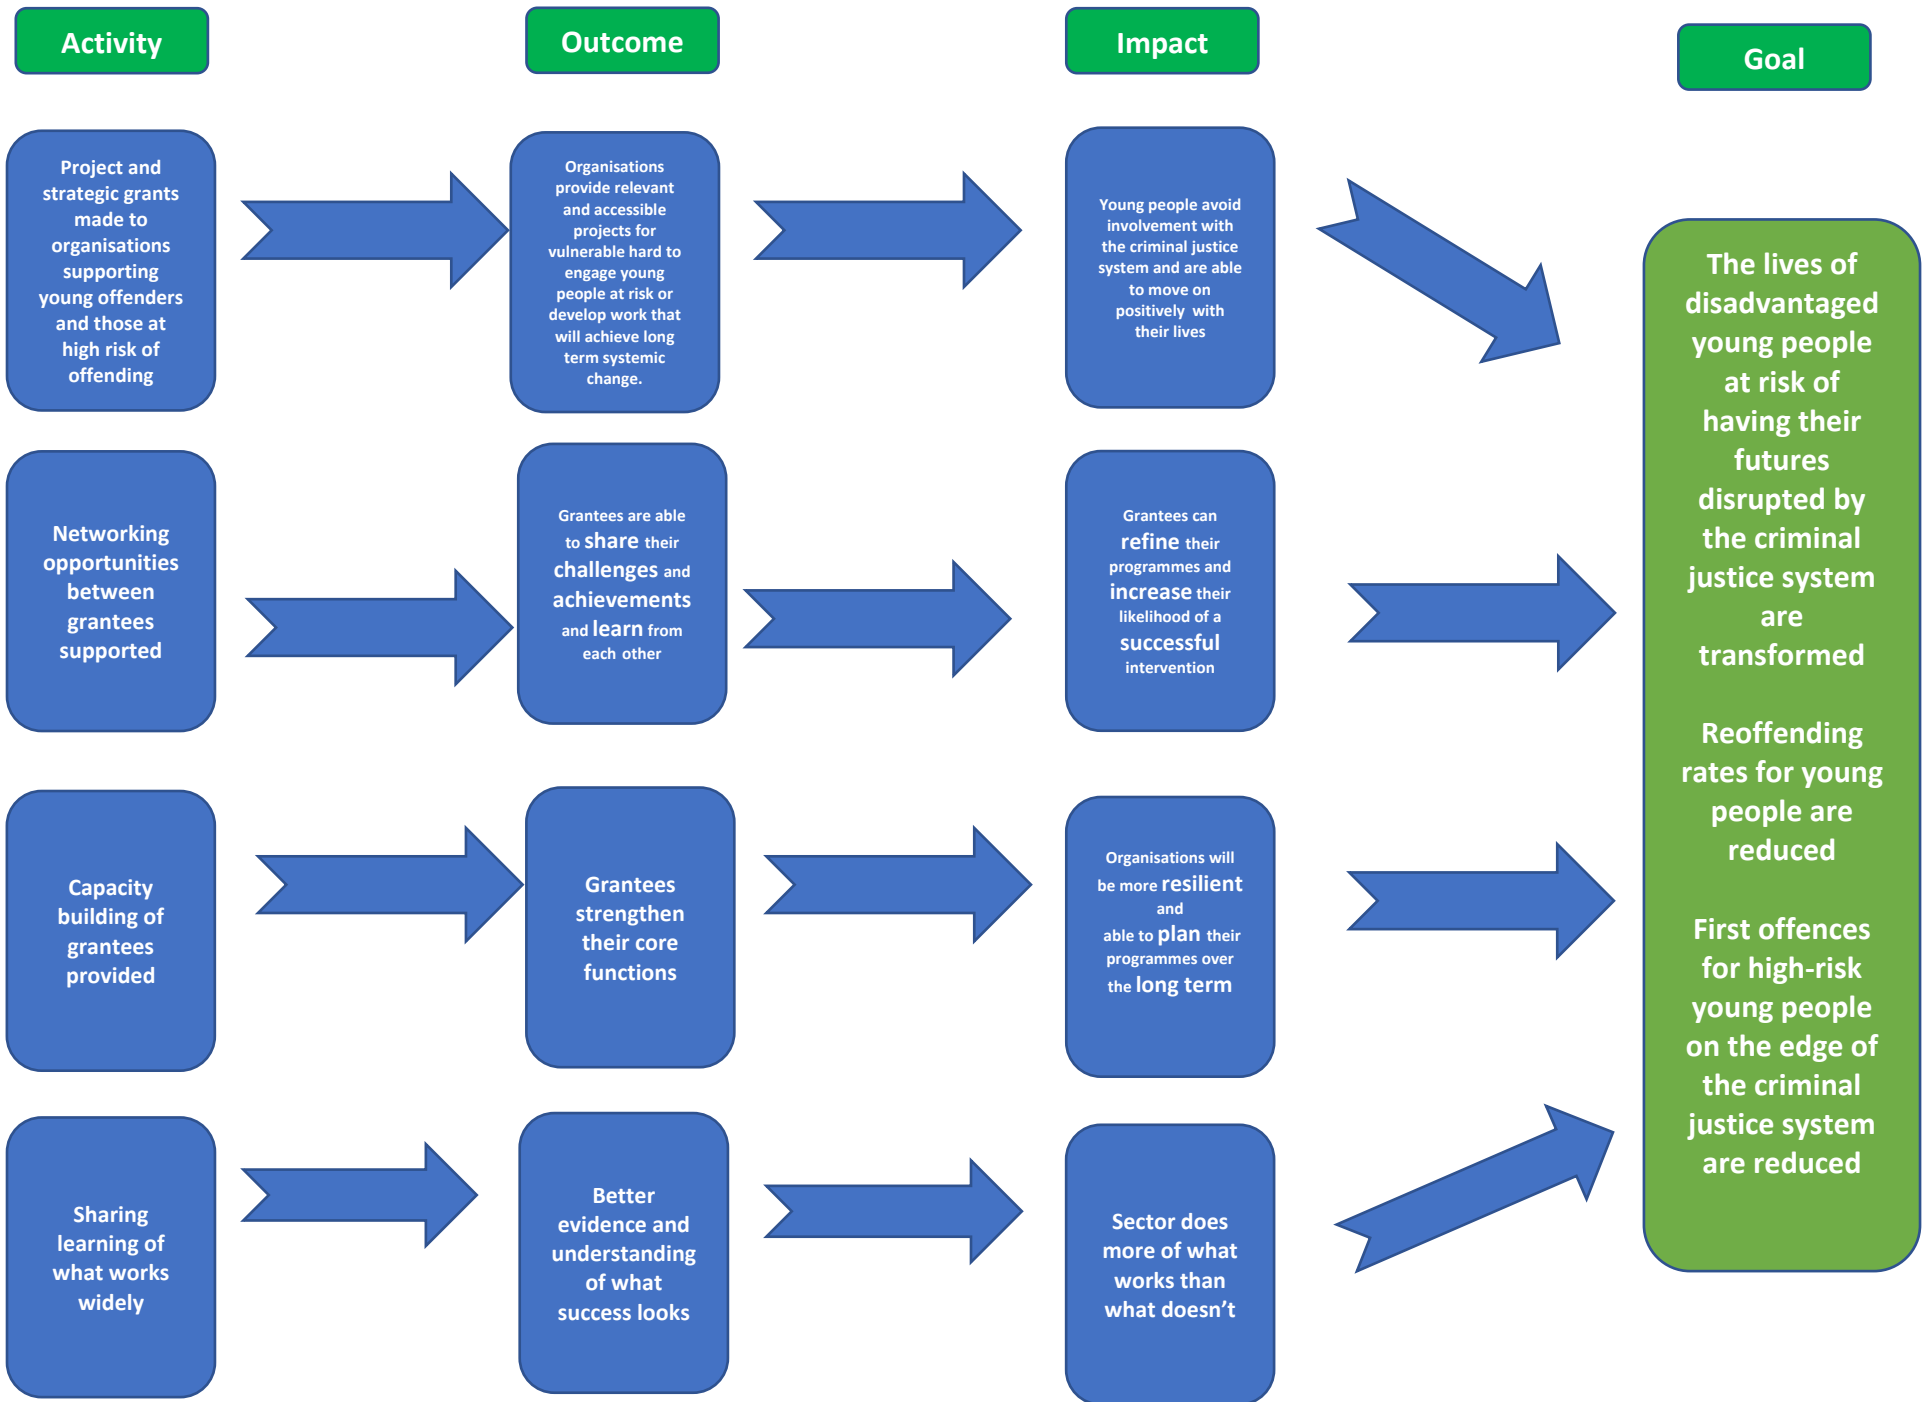 Activity
Outcome
Impact
Goal
Project and
strategic grants
made to
organisations
supporting
young offenders
and those at
high risk of
offending
Organisations
provide relevant
and accessible
projects for
vulnerable hard to
engage young
people at risk or
develop work that
will achieve long
term systemic
change.
Young people avoid
involvement with
the criminal justice
system and are able
to move on
positively with
their lives
Networking
opportunities
between
grantees
supported
Grantees are able
to share their
challenges and
achievements
and learn from
each other
Grantees can
refine their
programmes and
increase their
likelihood of a
successful
intervention
Capacity
building of
grantees
provided
Grantees
strengthen
their core
functions
Organisations will
be more resilient
and
able to plan their
programmes over
the long term
Sharing
learning of
what works
widely
Better
evidence and
understanding
of what
success looks
Sector does
more of what
works than
what doesn’t
The lives of
disadvantaged
young people
at risk of
having their
futures
disrupted by
the criminal
justice system
are
transformed
Reoffending
rates for young
people are
reduced
First offences
for high-risk
young people
on the edge of
the criminal
justice system
are reduced